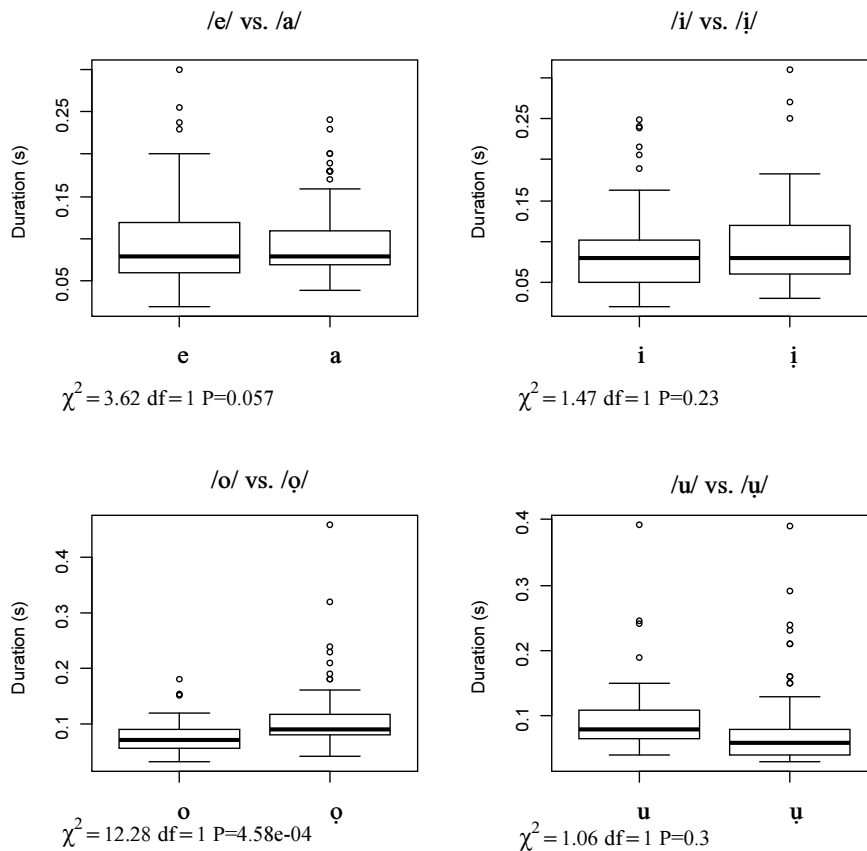 /e/ vs. /a/
/i/ vs. /ị/
Duration (s)
0.05
0.15
0.25
e
a
χ² = 3.62 df = 1 P=0.057
Duration (s)
0.05
0.15
0.25
i
ị
χ² = 1.47 df = 1 P=0.23
/o/ vs. /ọ/
/u/ vs. /ụ/
Duration (s)
0.1
0.2
0.3
0.4
o
ọ
χ² = 12.28 df = 1 P=4.58e-04
Duration (s)
0.1
0.2
0.3
0.4
u
ụ
χ² = 1.06 df = 1 P=0.3